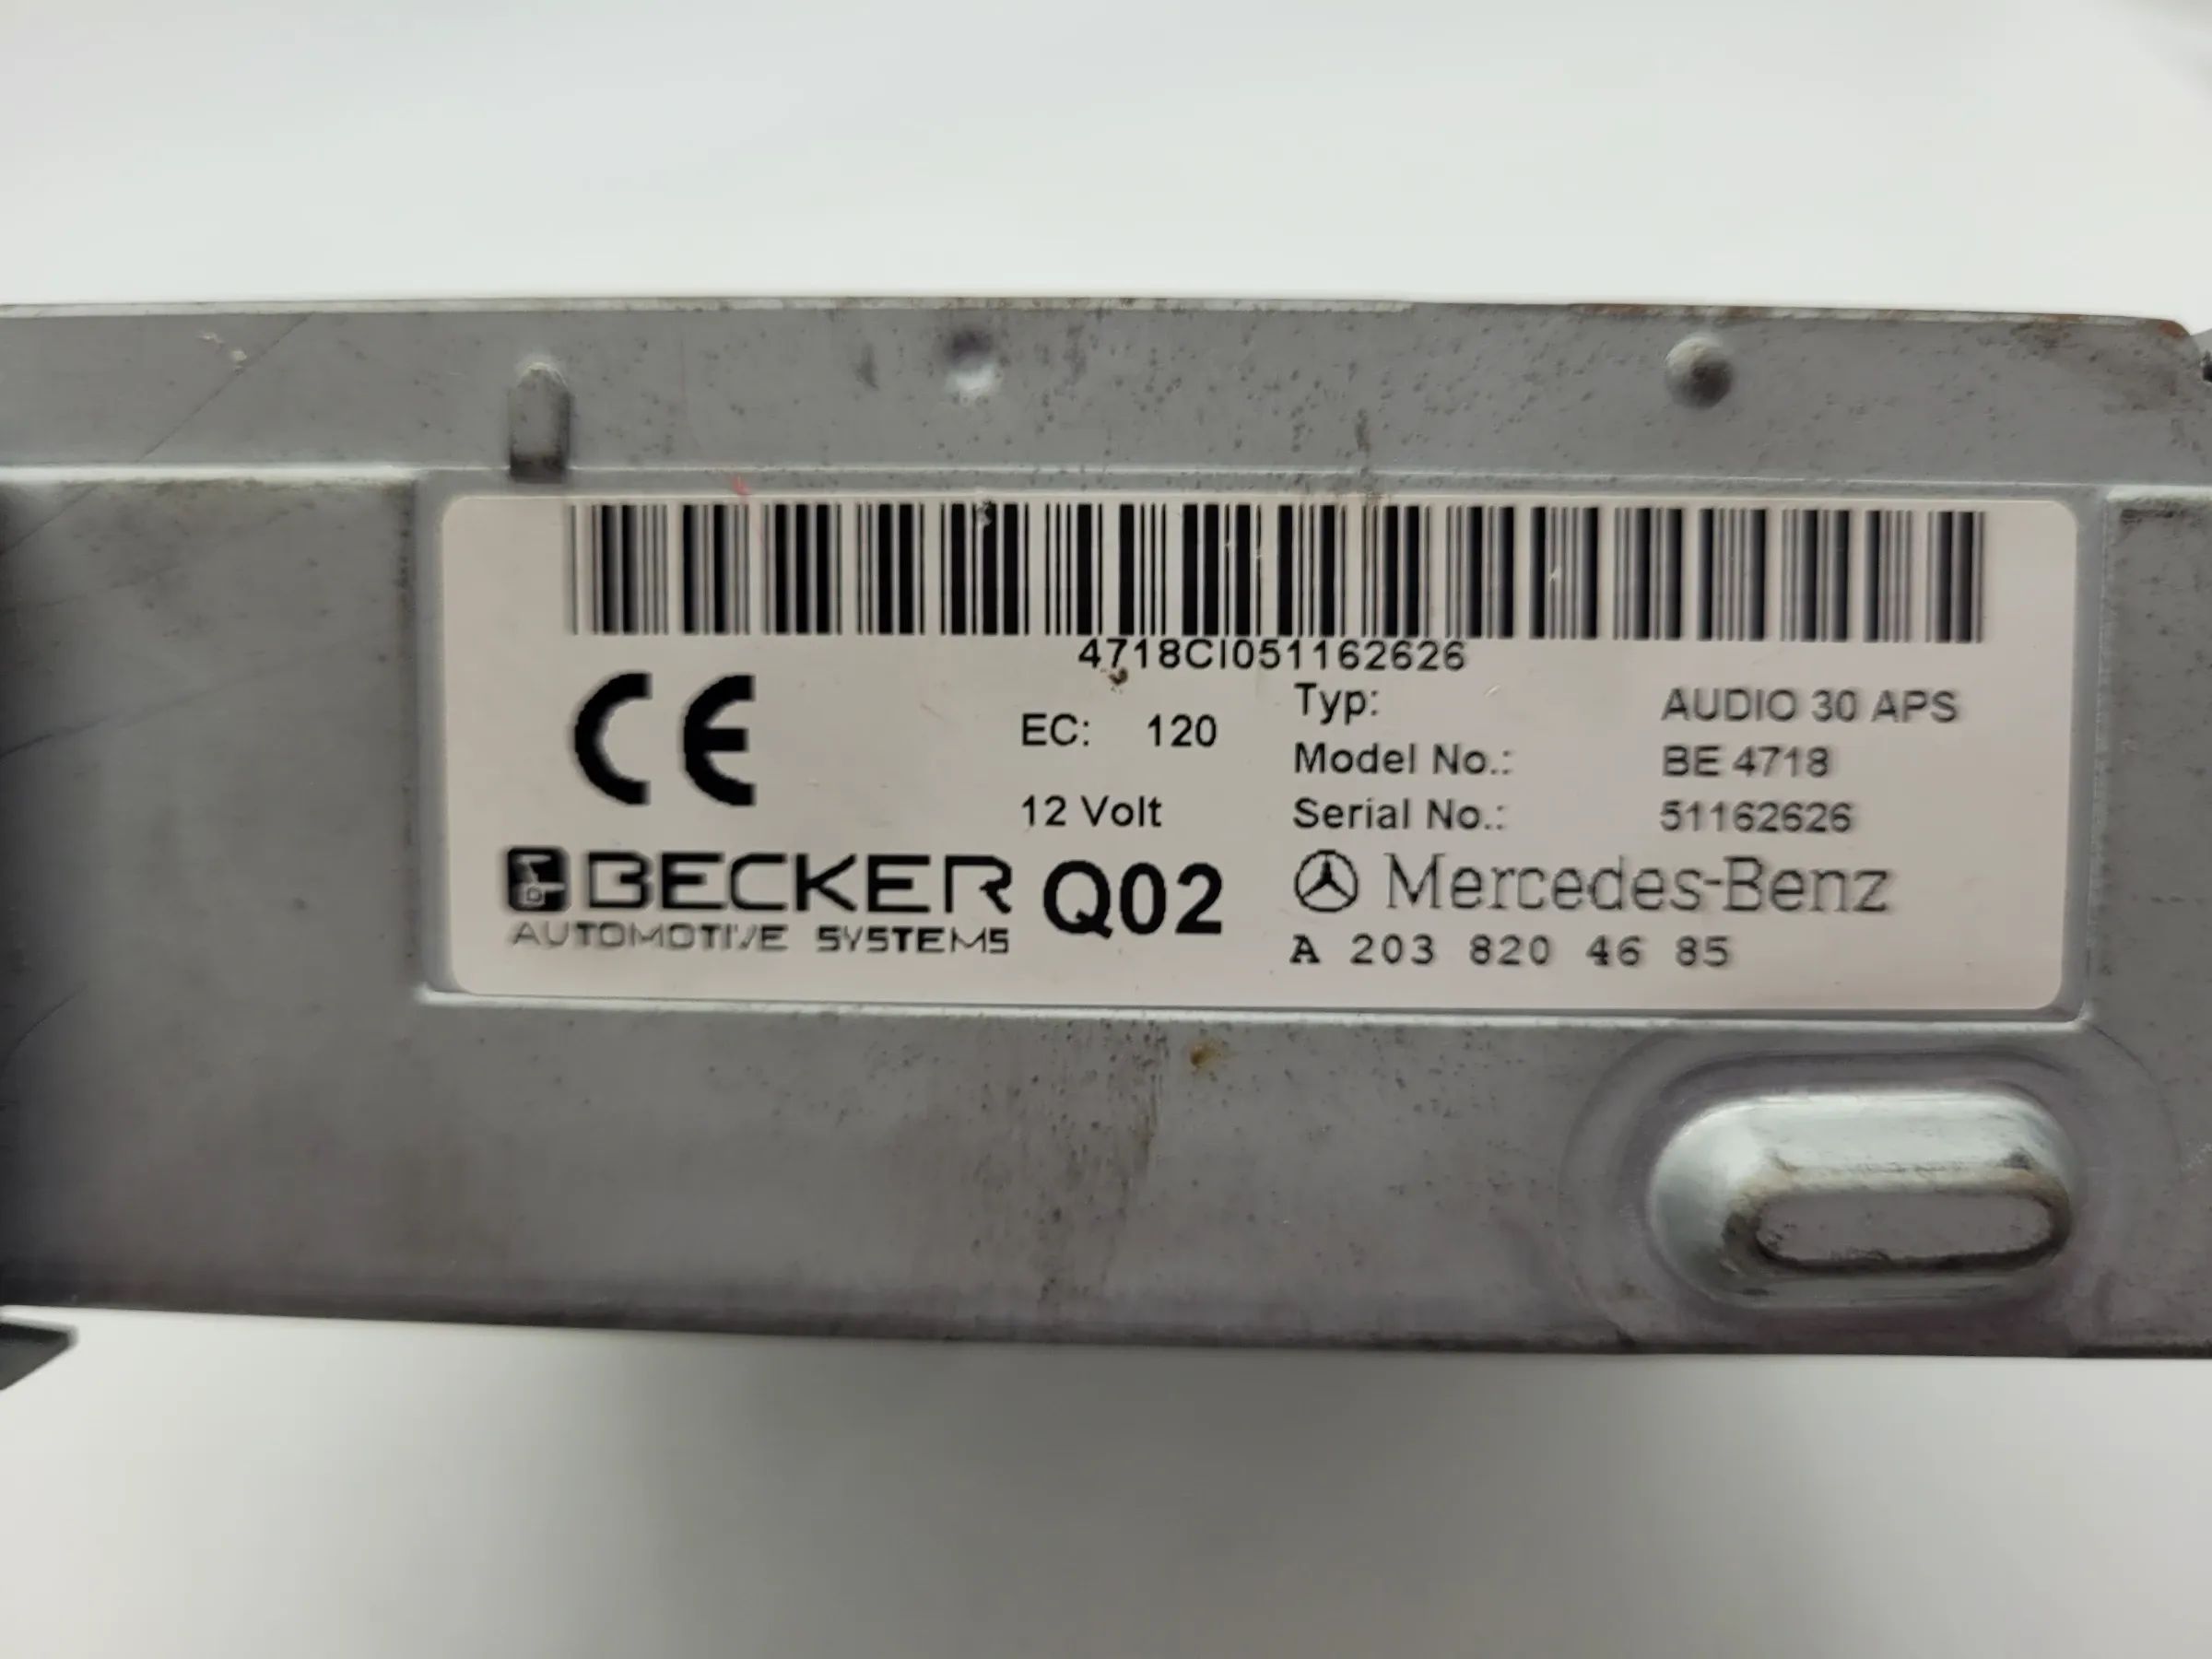 4718CI051162626
CE
EC: 120
12 Volt
Typ: AUDIO 30 APS
Model No.: BE 4718
Serial No.: 51162626
BECKER
AUTOMOTIVE SYSTEMS
Q02
Mercedes-Benz
A 203 820 46 85